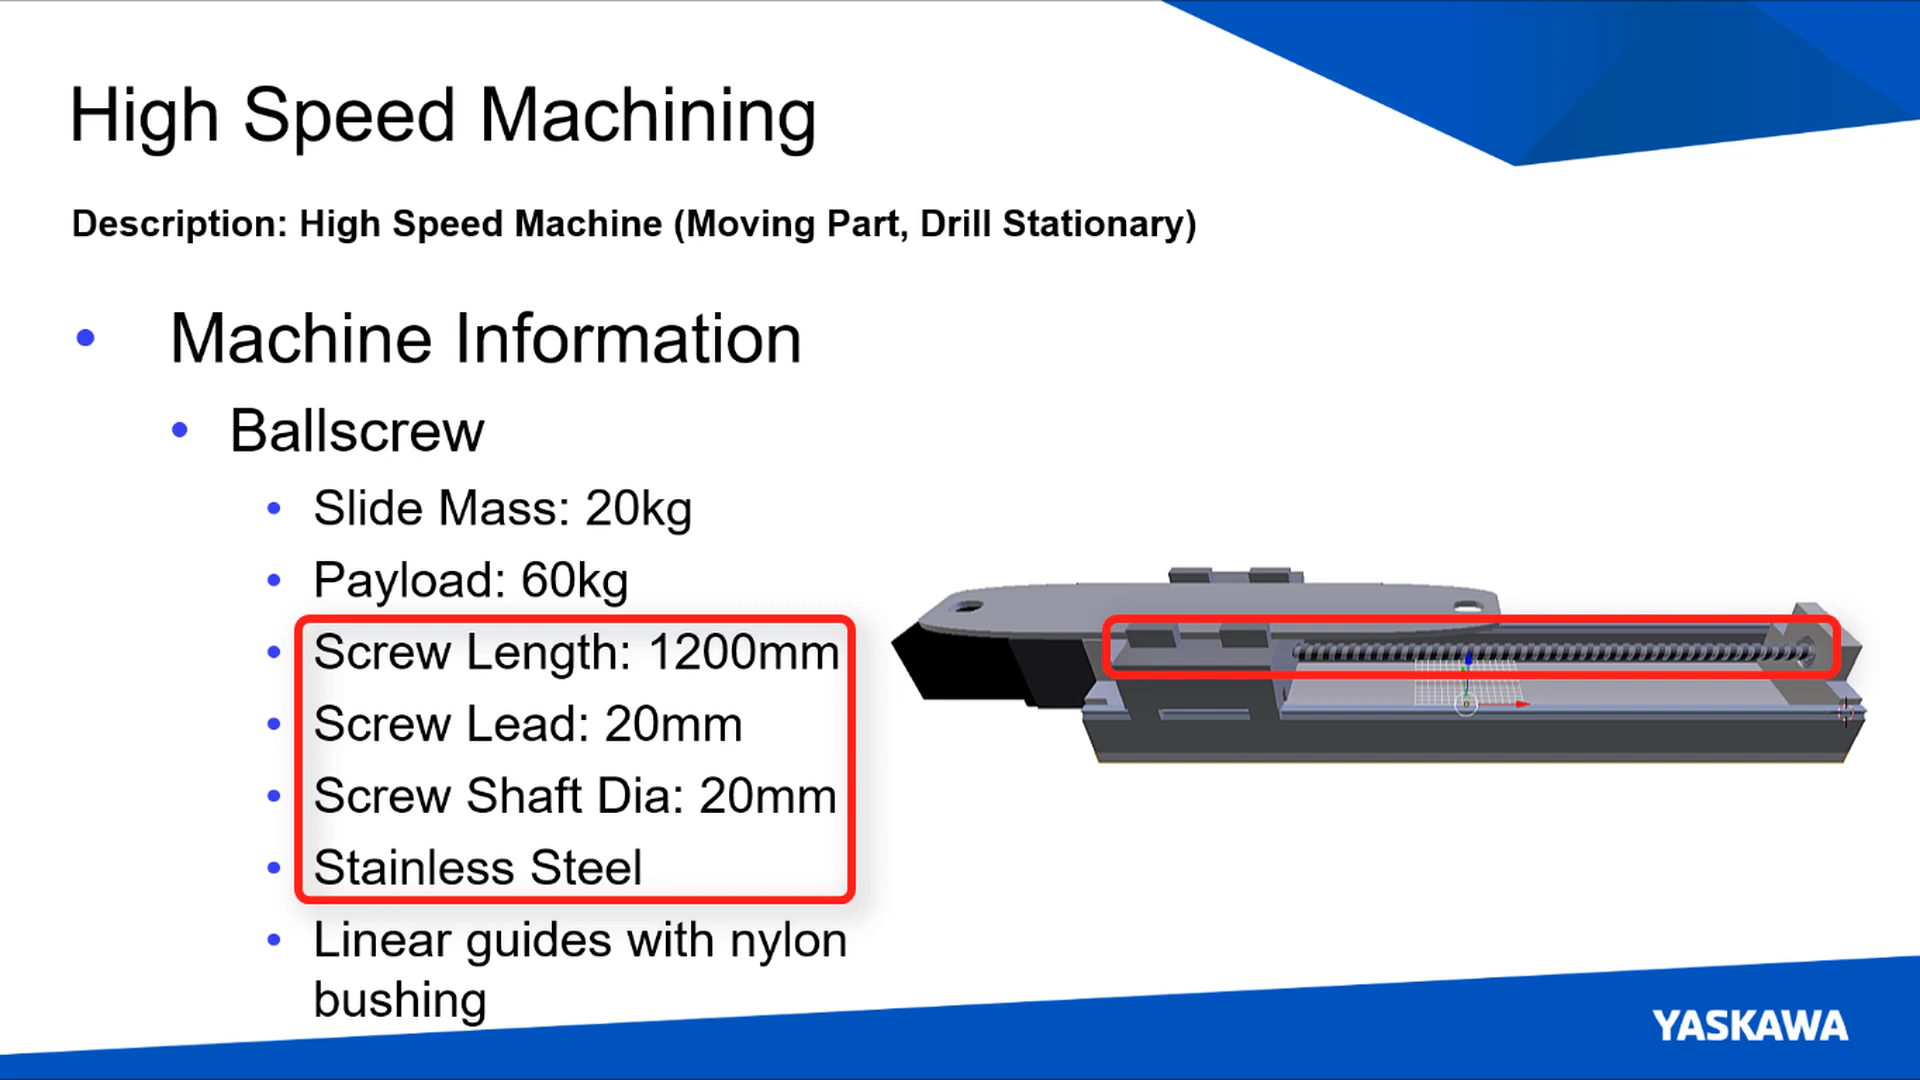 High Speed Machining
Description: High Speed Machine (Moving Part, Drill Stationary)
Machine Information
Ballscrew
Slide Mass: 20kg
Payload: 60kg
Screw Length: 1200mm
Screw Lead: 20mm
Screw Shaft Dia: 20mm
Stainless Steel
Linear guides with nylon
bushing
YASKAWA